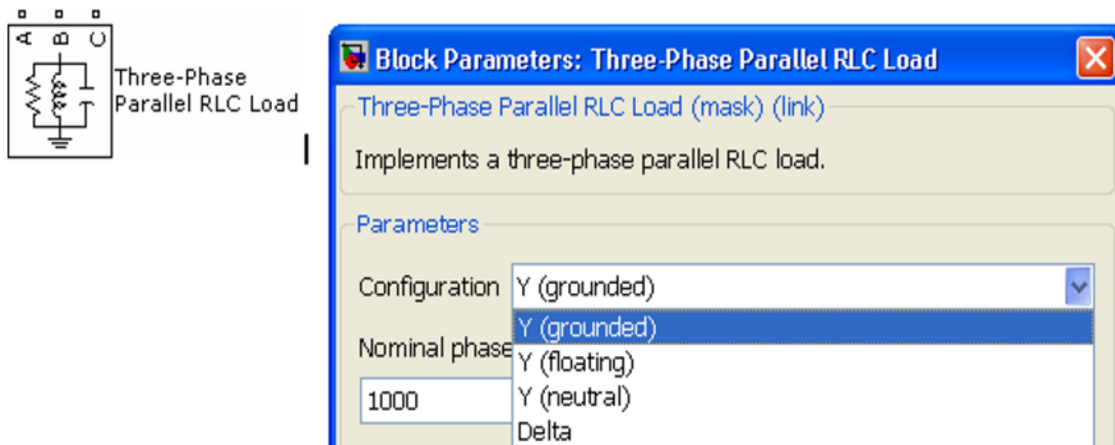 A B C
Three-Phase
Parallel RLC Load
Block Parameters: Three-Phase Parallel RLC Load
Three-Phase Parallel RLC Load (mask) (link)
Implements a three-phase parallel RLC load.
Parameters
Configuration Y (grounded)
Y (grounded)
Nominal phase
Y (floating)
1000
Y (neutral)
Delta